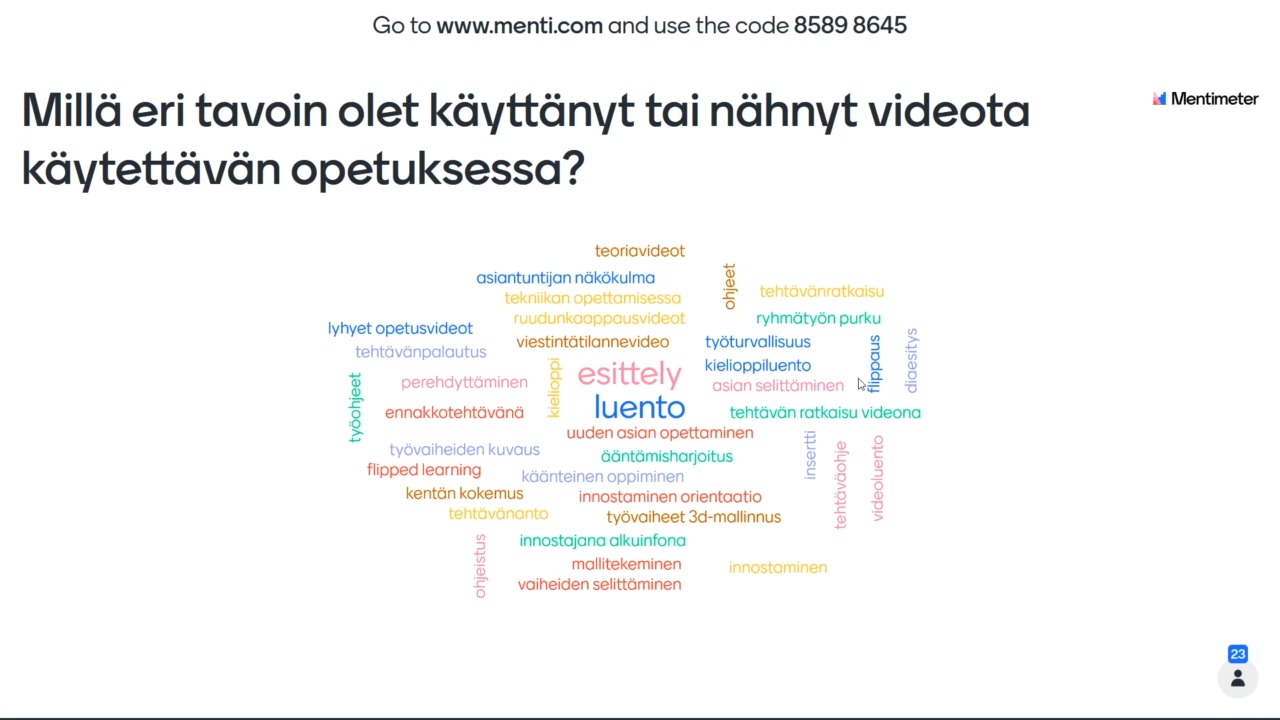 Go to www.menti.com and use the code 8589 8645
Mentimeter
Millä eri tavoin olet käyttänyt tai nähnyt videota
käytettävän opetuksessa?
teoriavideot
asiantuntijan näkökulma
ohjeet
tekniikan opettamisessa
tehtävänratkaisu
ruudunkaappausvideot
ryhmätyön purku
lyhyet opetusvideot
viestintätilannevideo
työturvallisuus
tehtävänpalautus
flippaus
diaesitys
kielioppiluento
esittely
perehdyttäminen
kielioppi
asian selittäminen
työohjeet
luento
ennakkotehtävänä
tehtävän ratkaisu videona
uuden asian opettaminen
työvaiheiden kuvaus
ääntämisharjoitus
insertti
flipped learning
käänteinen oppiminen
tehtäväohje
videoluento
kentän kokemus
innostaminen orientaatio
tehtävänanto
työvaiheet 3d-mallinnus
innostajana alkuinfona
ohjeistus
mallitekeminen
innostaminen
vaiheiden selittäminen
23